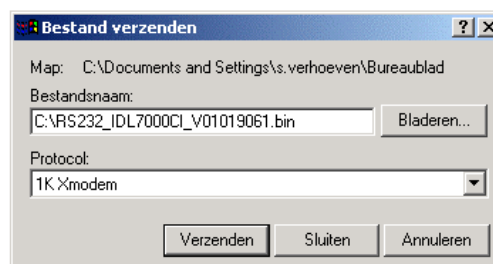 Bestand verzenden
Map: C:\Documents and Settings\s.verhoeven\Bureaublad
Bestandsnaam:
C:\RS232_IDL7000CI_V01019061.bin
Bladeren...
Protocol:
1K Xmodem
Verzenden Sluiten Annuleren